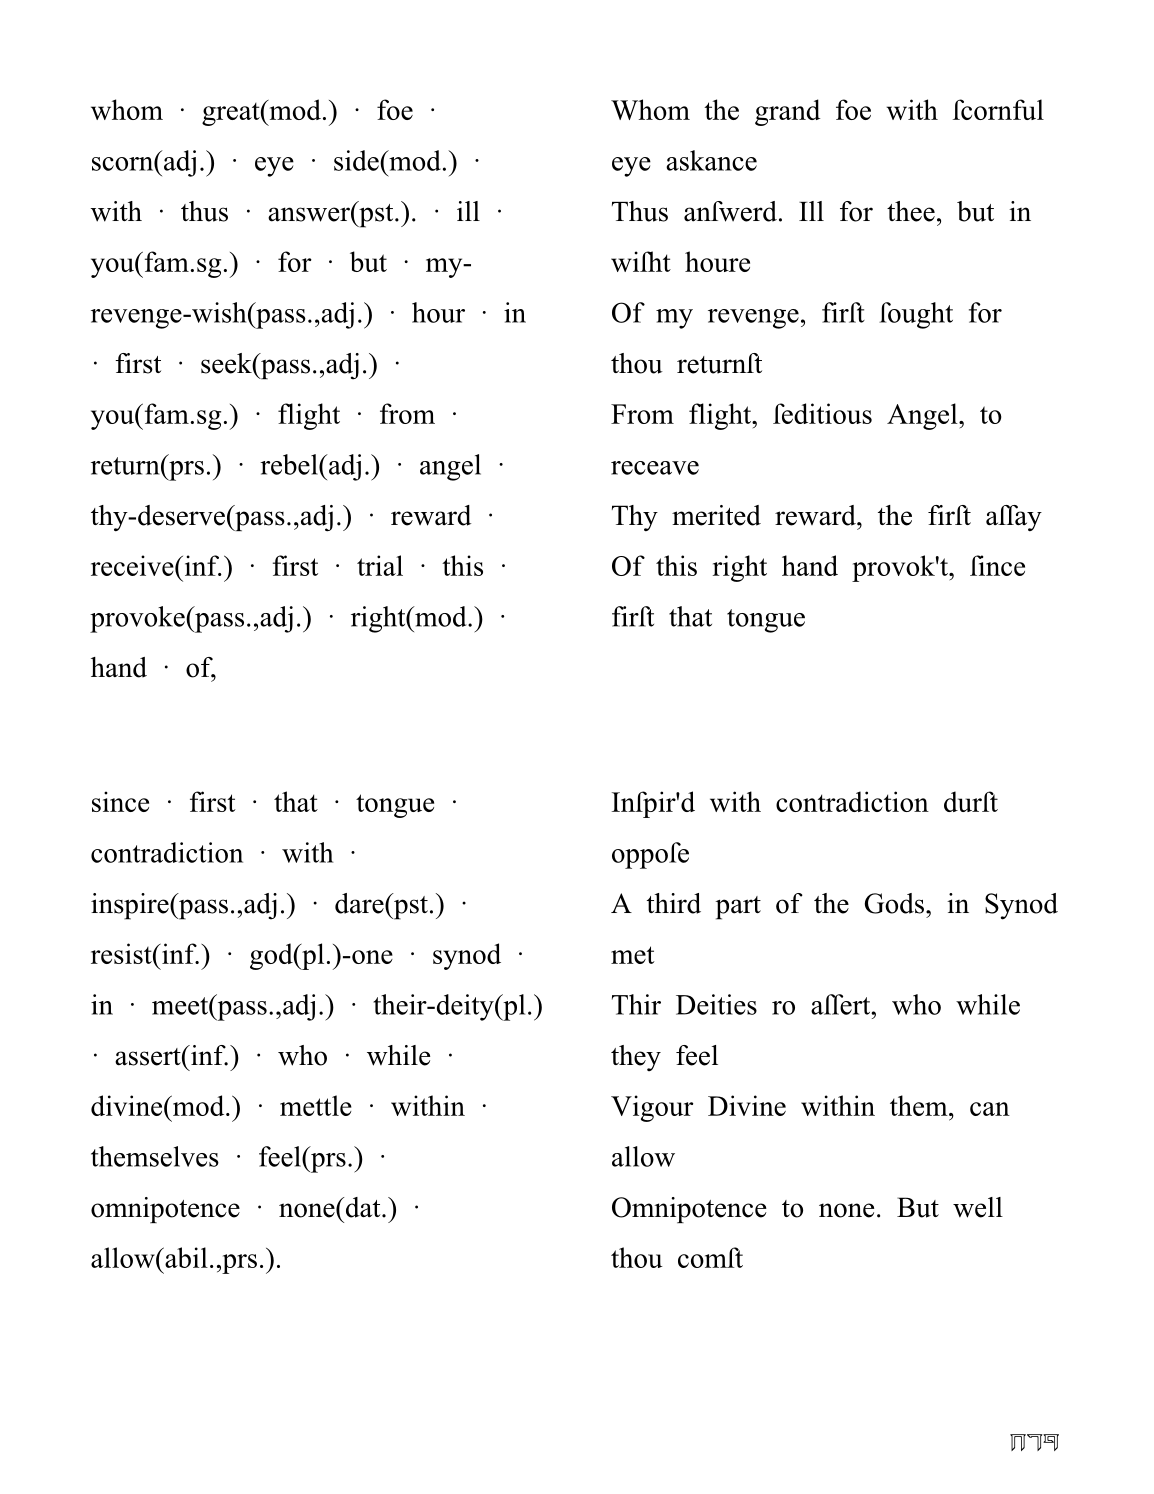 whom · great(mod.) · foe ·
scorn(adj.) · eye · side(mod.) ·
with · thus · answer(pst.). · ill ·
you(fam.sg.) · for · but · my-
revenge-wish(pass.,adj.) · hour · in
· first · seek(pass.,adj.) ·
you(fam.sg.) · flight · from ·
return(prs.) · rebel(adj.) · angel ·
thy-deserve(pass.,adj.) · reward ·
receive(inf.) · first · trial · this ·
provoke(pass.,adj.) · right(mod.) ·
hand · of,
Whom the grand foe with ſcornful
eye askance
Thus anſwerd. Ill for thee, but in
wiſht houre
Of my revenge, firſt ſought for
thou returnſt
From flight, ſeditious Angel, to
receave
Thy merited reward, the firſt aſſay
Of this right hand provok't, ſince
firſt that tongue
since · first · that · tongue ·
contradiction · with ·
inspire(pass.,adj.) · dare(pst.) ·
resist(inf.) · god(pl.)-one · synod ·
in · meet(pass.,adj.) · their-deity(pl.)
· assert(inf.) · who · while ·
divine(mod.) · mettle · within ·
themselves · feel(prs.) ·
omnipotence · none(dat.) ·
allow(abil.,prs.).
Inſpir'd with contradiction durſt
oppoſe
A third part of the Gods, in Synod
met
Thir Deities ro aſſert, who while
they feel
Vigour Divine within them, can
allow
Omnipotence to none. But well
thou comſt